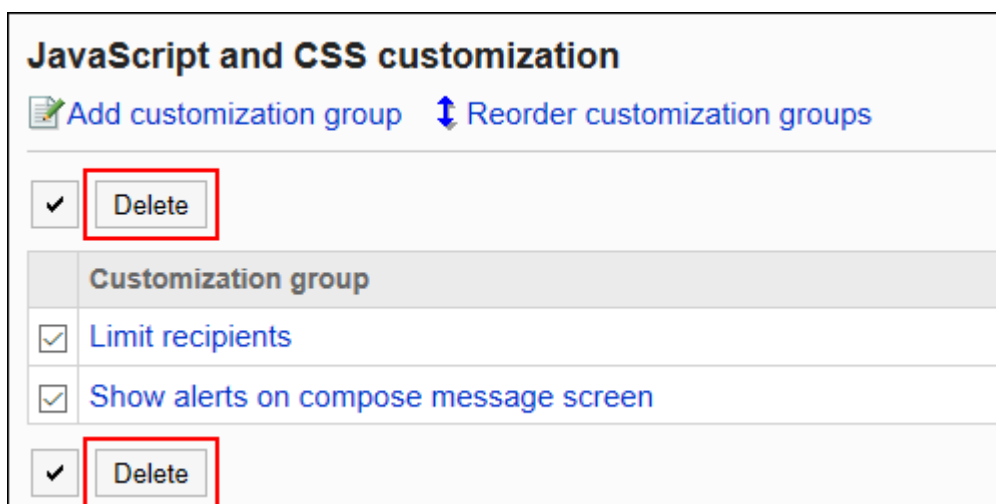 JavaScript and CSS customization
Add customization group Reorder customization groups
Delete
Customization group
Limit recipients
Show alerts on compose message screen
Delete